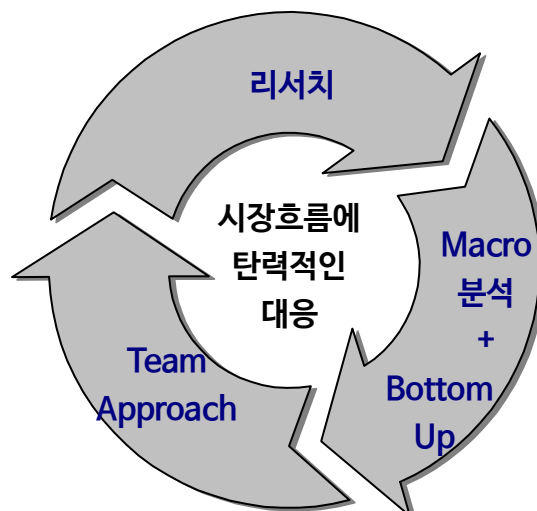 리서치
시장흐름에
탄력적인
대응
Macro
분석
+
Bottom
Up
Team
Approach